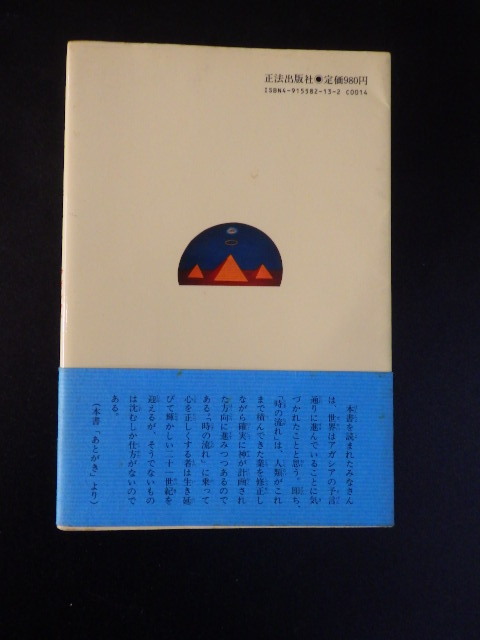 正法出版社●定価980円
ISBN4-915582-13-2 C0014
本書を読まれたみなさん
は、世界はアガシアの予言
通りに進んでいることに気
づかれたことと思う。即ち、
「時の流れ」は、人類がこれ
まで積んできた業を修正し
ながら確実に神が計画され
た方向に進みつつあるので
ある。「時の流れ」に乗って
心を正しくする者は生き延
びて輝かしい二十一世紀を
迎えるが、そうでないもの
は沈むしか仕方がないので
ある。
（本書「あとがき」より）